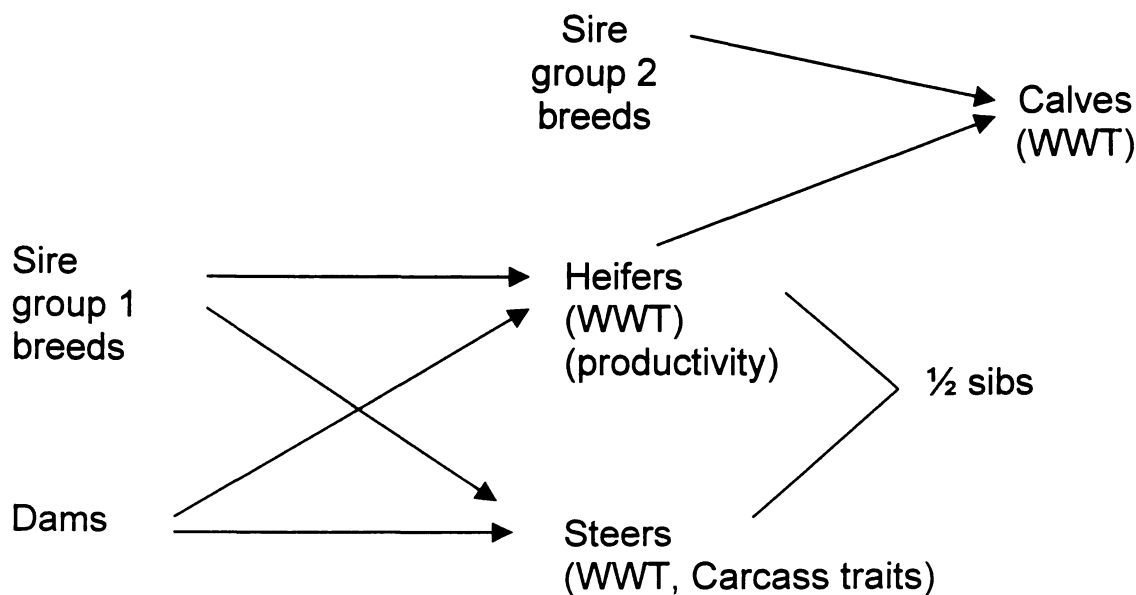 Sire
group 2
breeds
Calves
(WWT)
Sire
group 1
breeds
Heifers
(WWT)
(productivity)
½ sibs
Dams
Steers
(WWT, Carcass traits)